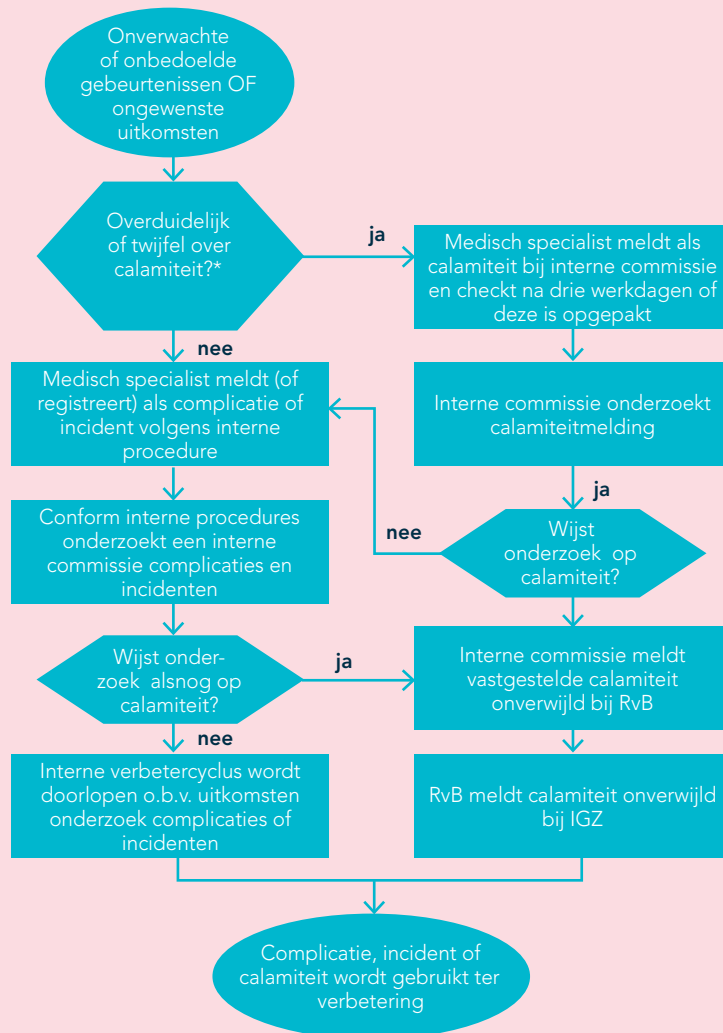 Onverwachte
of onbedoelde
gebeurtenissen OF
ongewenste
uitkomsten
Overduidelijk
of twijfel over
calamiteit?*
ja
Medisch specialist meldt als
calamiteit bij interne commissie
en checkt na drie werkdagen of
deze is opgepakt
nee
Medisch specialist meldt (of
registreert) als complicatie of
incident volgens interne
procedure
Interne commissie onderzoekt
calamiteitmelding
ja
Conform interne procedures
onderzoekt een interne
commissie complicaties en
incidenten
nee
Wijst
onderzoek op
calamiteit?
Wijst onder-
zoek alsnog op
calamiteit?
ja
Interne commissie meldt
vastgestelde calamiteit
onverwijld bij RvB
nee
Interne verbetercyclus wordt
doorlopen o.b.v. uitkomsten
onderzoek complicaties of
incidenten
RvB meldt calamiteit onverwijld
bij IGZ
Complicatie, incident of
calamiteit wordt gebruikt ter
verbetering